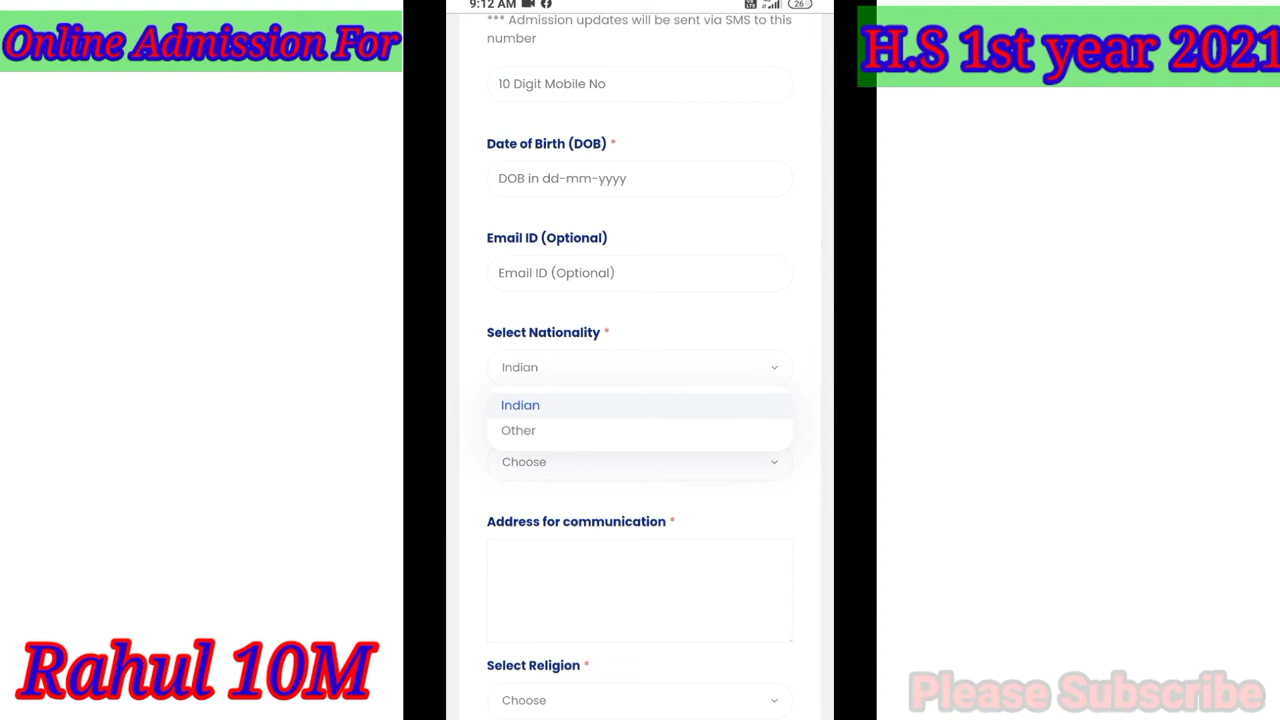 Online Admission For
H.S 1st year 2021
9:12 AM
26
*** Admission updates will be sent via SMS to this
number
10 Digit Mobile No
Date of Birth (DOB) *
DOB in dd-mm-yyyy
Email ID (Optional)
Email ID (Optional)
Select Nationality *
Indian
Indian
Other
Choose
Address for communication *
Select Religion *
Choose
Rahul 10M
Please Subscribe